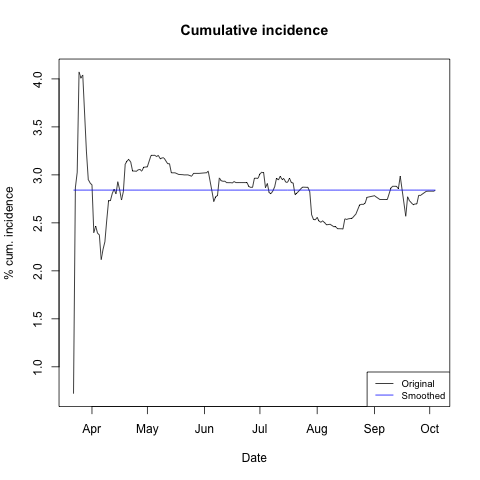 Cumulative incidence
% cum. incidence
4.0
3.5
3.0
2.5
2.0
1.5
1.0
Original
Smoothed
Apr May Jun Jul Aug Sep Oct
Date